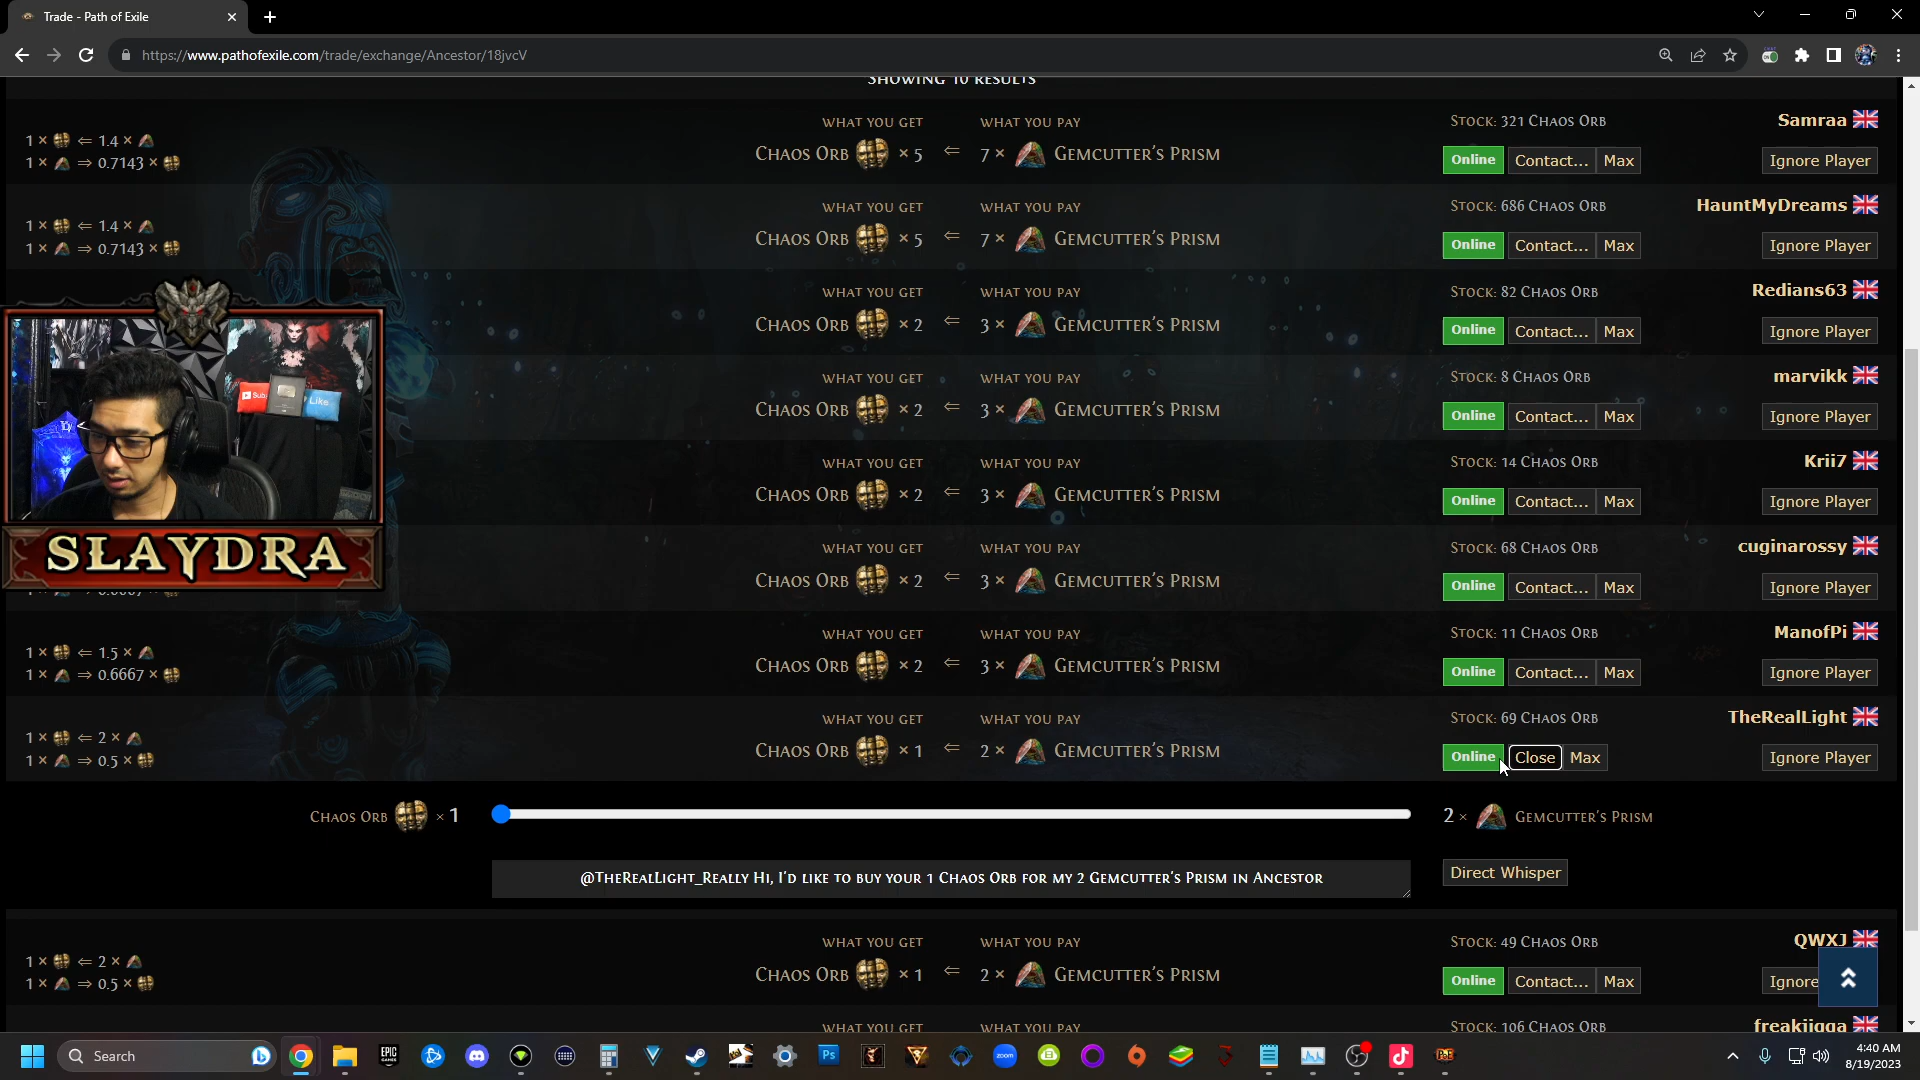 Trade - Path of Exile
https://www.pathofexile.com/trade/exchange/Ancestor/18jvcV
SHOWING 10 RESULTS
1 × ⇐ 1.4 ×
1 × ⇒ 0.7143 ×
WHAT YOU GET WHAT YOU PAY
CHAOS ORB × 5 ⇐ 7 × GEMCUTTER'S PRISM
STOCK: 321 CHAOS ORB
Samraa
Online Contact... Max Ignore Player
1 × ⇐ 1.4 ×
1 × ⇒ 0.7143 ×
WHAT YOU GET WHAT YOU PAY
CHAOS ORB × 5 ⇐ 7 × GEMCUTTER'S PRISM
STOCK: 686 CHAOS ORB
HauntMyDreams
Online Contact... Max Ignore Player
WHAT YOU GET WHAT YOU PAY
CHAOS ORB × 2 ⇐ 3 × GEMCUTTER'S PRISM
STOCK: 82 CHAOS ORB
Redians63
Online Contact... Max Ignore Player
WHAT YOU GET WHAT YOU PAY
CHAOS ORB × 2 ⇐ 3 × GEMCUTTER'S PRISM
STOCK: 8 CHAOS ORB
marvikk
Online Contact... Max Ignore Player
Sub
Like
WHAT YOU GET WHAT YOU PAY
CHAOS ORB × 2 ⇐ 3 × GEMCUTTER'S PRISM
STOCK: 14 CHAOS ORB
Krii7
Online Contact... Max Ignore Player
SLAYDRA
WHAT YOU GET WHAT YOU PAY
CHAOS ORB × 2 ⇐ 3 × GEMCUTTER'S PRISM
STOCK: 68 CHAOS ORB
cuginarossy
Online Contact... Max Ignore Player
1 × ⇐ 1.5 ×
1 × ⇒ 0.6667 ×
WHAT YOU GET WHAT YOU PAY
CHAOS ORB × 2 ⇐ 3 × GEMCUTTER'S PRISM
STOCK: 11 CHAOS ORB
ManofPi
Online Contact... Max Ignore Player
1 × ⇐ 2 ×
1 × ⇒ 0.5 ×
WHAT YOU GET WHAT YOU PAY
CHAOS ORB × 1 ⇐ 2 × GEMCUTTER'S PRISM
STOCK: 69 CHAOS ORB
TheRealLight
Online Close Max Ignore Player
CHAOS ORB × 1 2 × GEMCUTTER'S PRISM
@THEREALLIGHT_REALLY HI, I'D LIKE TO BUY YOUR 1 CHAOS ORB FOR MY 2 GEMCUTTER'S PRISM IN ANCESTOR
Direct Whisper
1 × ⇐ 2 ×
1 × ⇒ 0.5 ×
WHAT YOU GET WHAT YOU PAY
CHAOS ORB × 1 ⇐ 2 × GEMCUTTER'S PRISM
STOCK: 49 CHAOS ORB
QWXJ
Online Contact... Max Ignore
WHAT YOU GET WHAT YOU PAY
STOCK: 106 CHAOS ORB
freakjigga
Search
EPIC GAMES
Ps
zoom
4:40 AM
8/19/2023